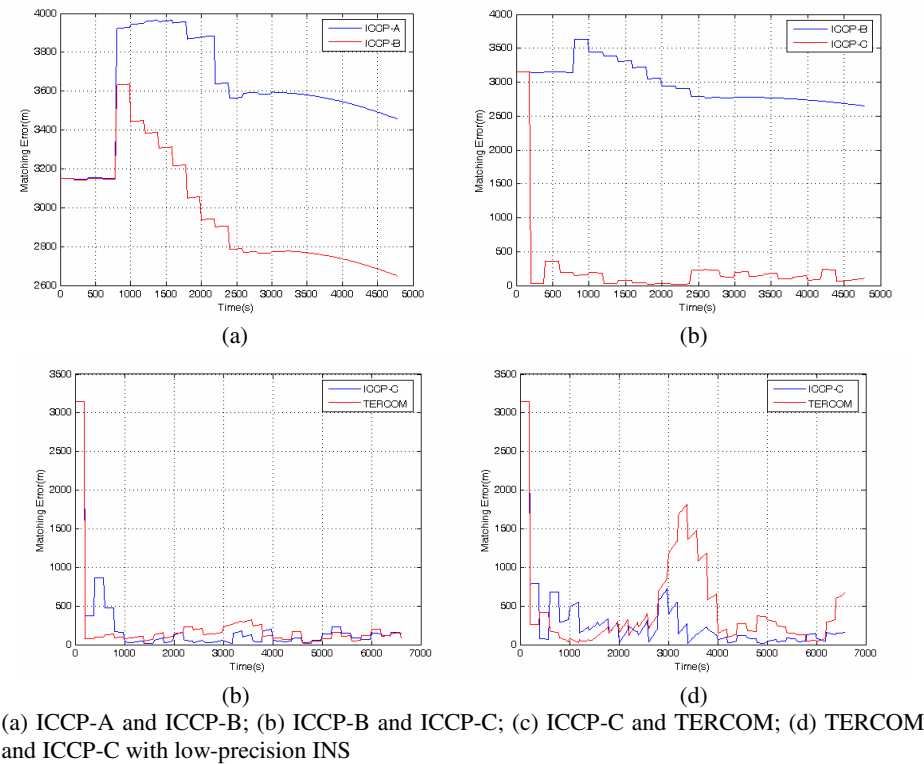 4000
3800
3600
3400
3200
3000
2800
2600
Matching Error(m)
ICCP-A
ICCP-B
0 500 1000 1500 2000 2500 3000 3500 4000 4500 5000
Time(s)
(a)
4000
3500
3000
2500
2000
1500
1000
500
0
Matching Error(m)
ICCP-B
ICCP-C
0 500 1000 1500 2000 2500 3000 3500 4000 4500 5000
Time(s)
(b)
3500
3000
2500
2000
1500
1000
500
0
Matching Error(m)
ICCP-C
TERCOM
0 1000 2000 3000 4000 5000 6000 7000
Time(s)
(b)
3500
3000
2500
2000
1500
1000
500
0
Matching Error(m)
ICCP-C
TERCOM
0 1000 2000 3000 4000 5000 6000 7000
Time(s)
(d)
(a) ICCP-A and ICCP-B; (b) ICCP-B and ICCP-C; (c) ICCP-C and TERCOM; (d) TERCOM
and ICCP-C with low-precision INS